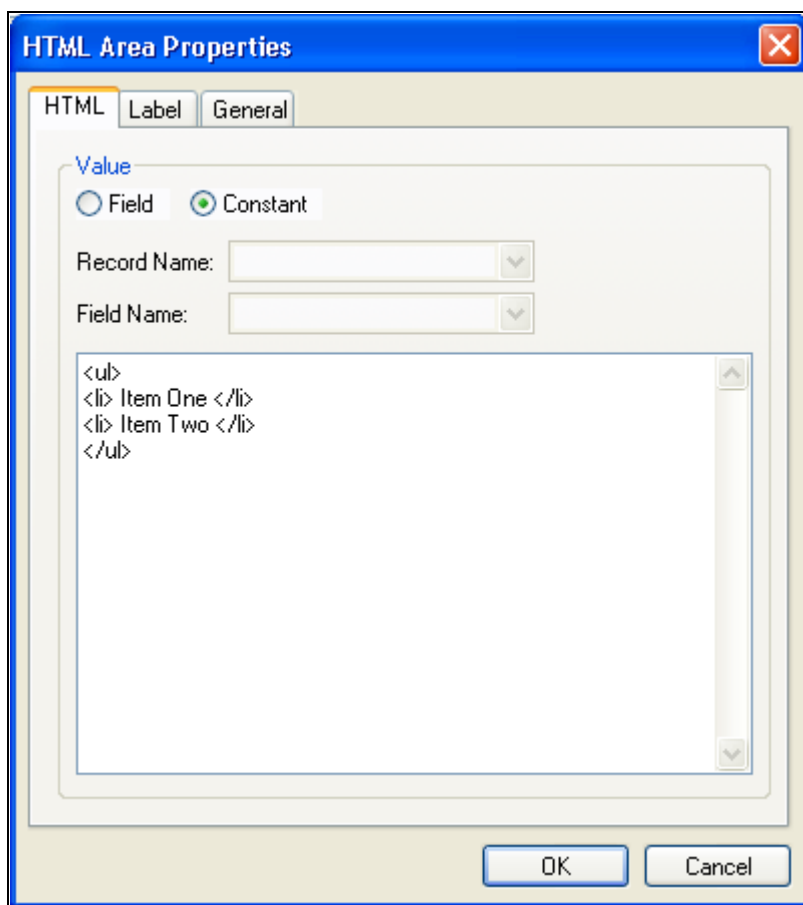 HTML Area Properties
HTML Label General
Value
Field Constant
Record Name:
Field Name:
<ul>
<li> Item One </li>
<li> Item Two </li>
</ul>
OK Cancel